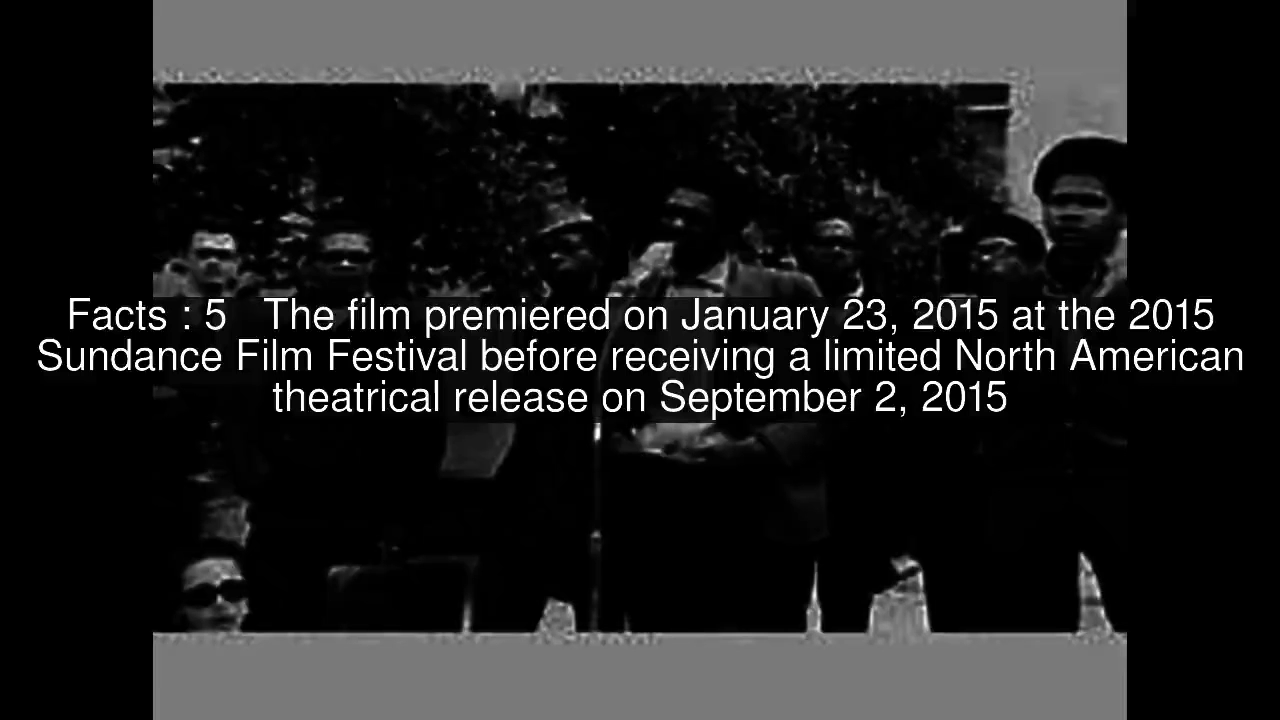 Facts : 5 The film premiered on January 23, 2015 at the 2015
Sundance Film Festival before receiving a limited North American
theatrical release on September 2, 2015